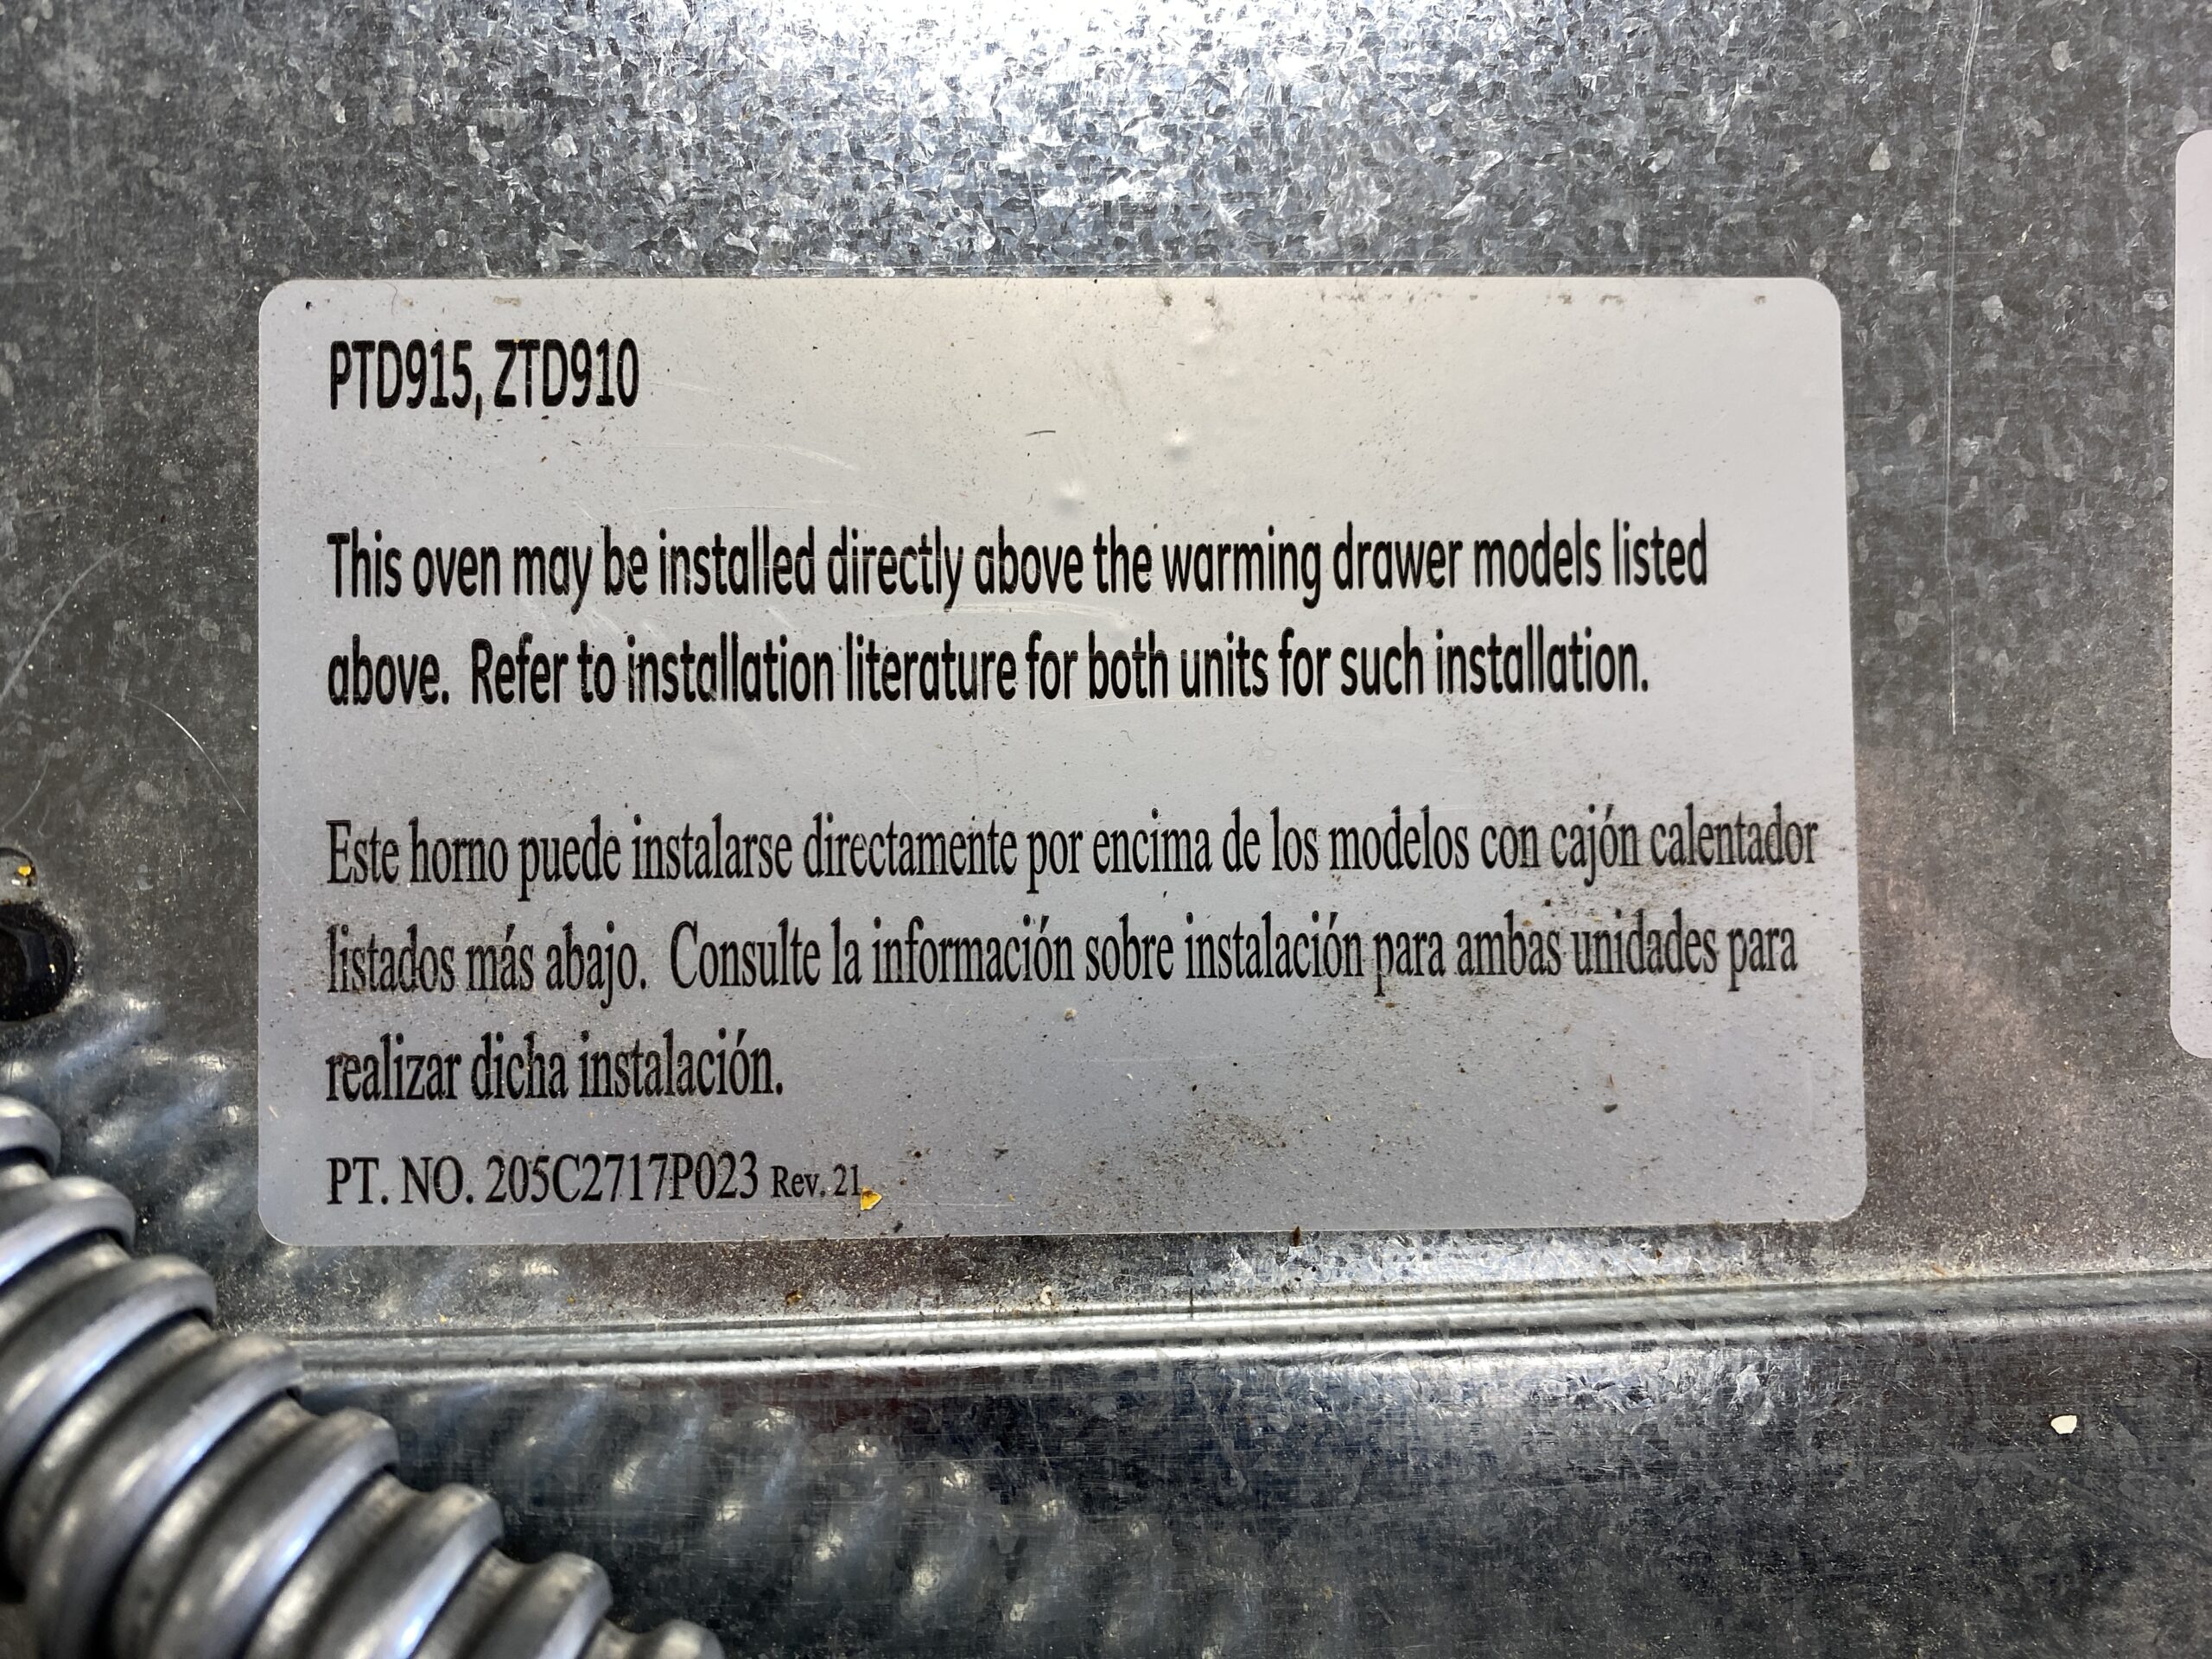 PTD915, ZTD910
This oven may be installed directly above the warming drawer models listed
above. Refer to installation literature for both units for such installation.
Este horno puede instalarse directamente por encima de los modelos con cajón calentador
listados más abajo. Consulte la información sobre instalación para ambas unidades para
realizar dicha instalación.
PT. NO. 205C2717P023 Rev. 21